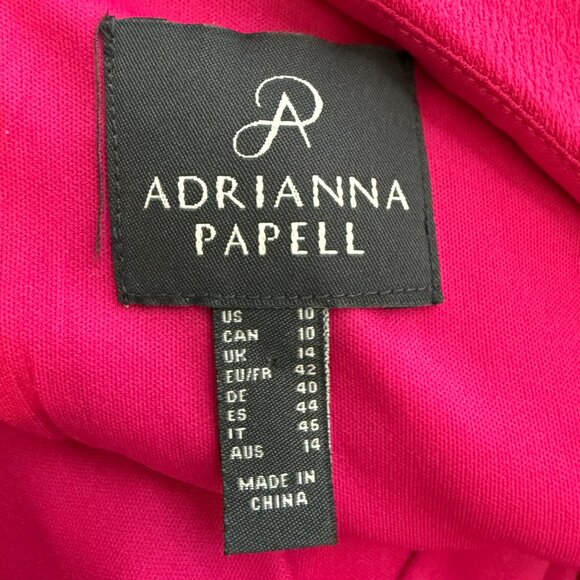 ADRIANNA
PAPELL
US 10
CAN 10
UK 14
EU/FR 42
DE 40
ES 44
IT 46
AUS 14
MADE IN
CHINA